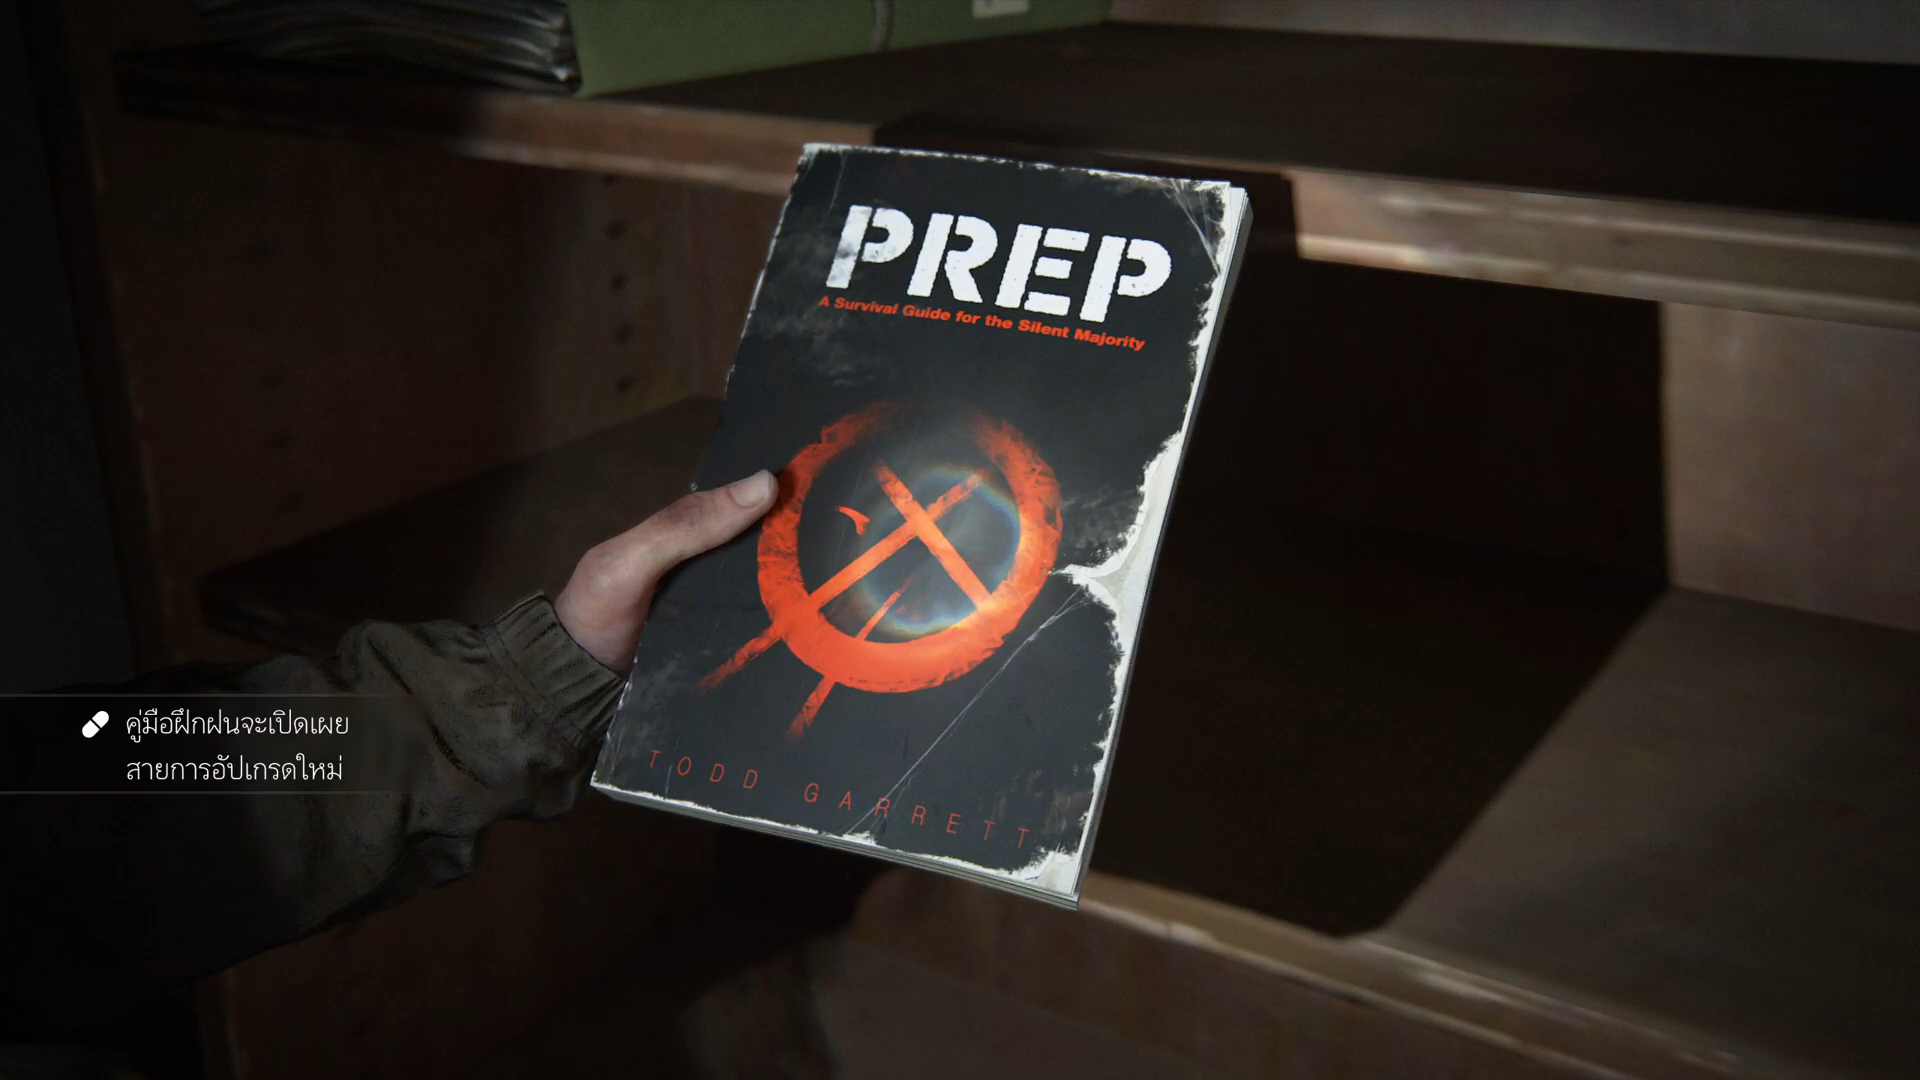 PREP
A Survival Guide for the Silent Majority
TODD GARRETT
คู่มือฝึกฝนจะเปิดเผย
สายการอัปเกรดใหม่